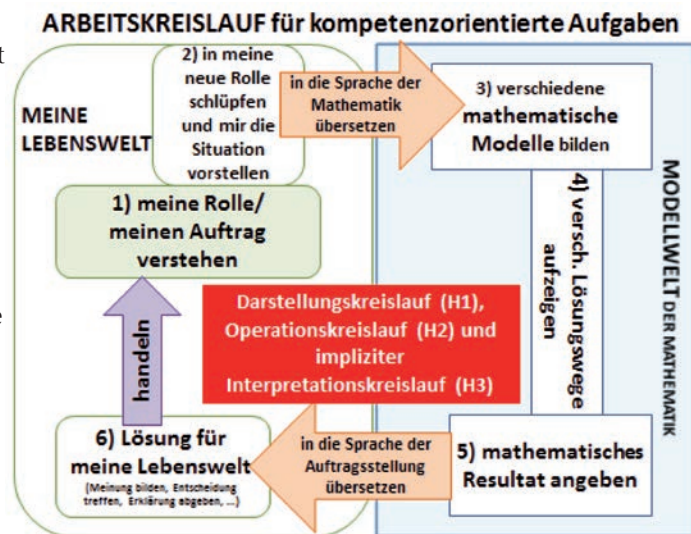 ARBEITSKREISLAUF für kompetenzorientierte Aufgaben
t
MEINE
LEBENSWELT
2) in meine
neue Rolle
schlüpfen
und mir die
Situation
vorstellen
in die Sprache der
Mathematik
übersetzen
3) verschiedene
mathematische
Modelle bilden
MODELLWELT DER MATHEMATIK
4) versch. Lösungswege
aufzeigen
1) meine Rolle/
meinen Auftrag
verstehen
e
handeln
Darstellungskreislauf (H1),
Operationskreislauf (H2) und
impliziter
Interpretationskreislauf (H3)
6) Lösung für
meine Lebenswelt
(Meinung bilden, Entscheidung
treffen, Erklärung abgeben, ...)
in die Sprache der
Auftragsstellung
übersetzen
5) mathematisches
Resultat angeben